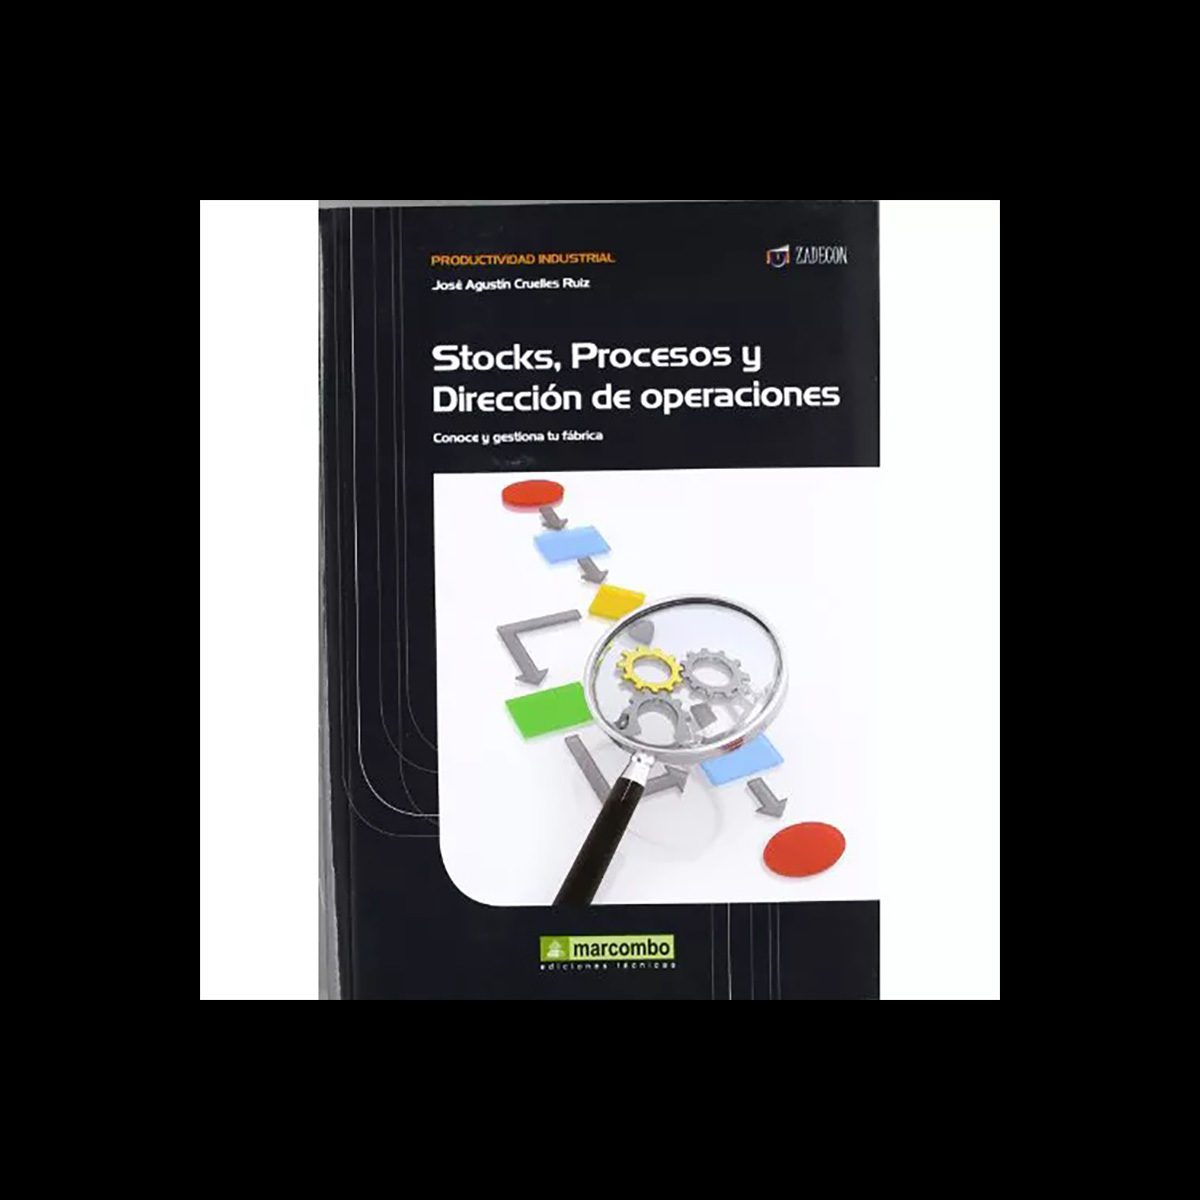 PRODUCTIVIDAD INDUSTRIAL
ZADECON
José Agustín Cruelles Ruiz
Stocks, Procesos y
Dirección de operaciones
Conoce y gestiona tu fábrica
marcombo
ediciones técnicas